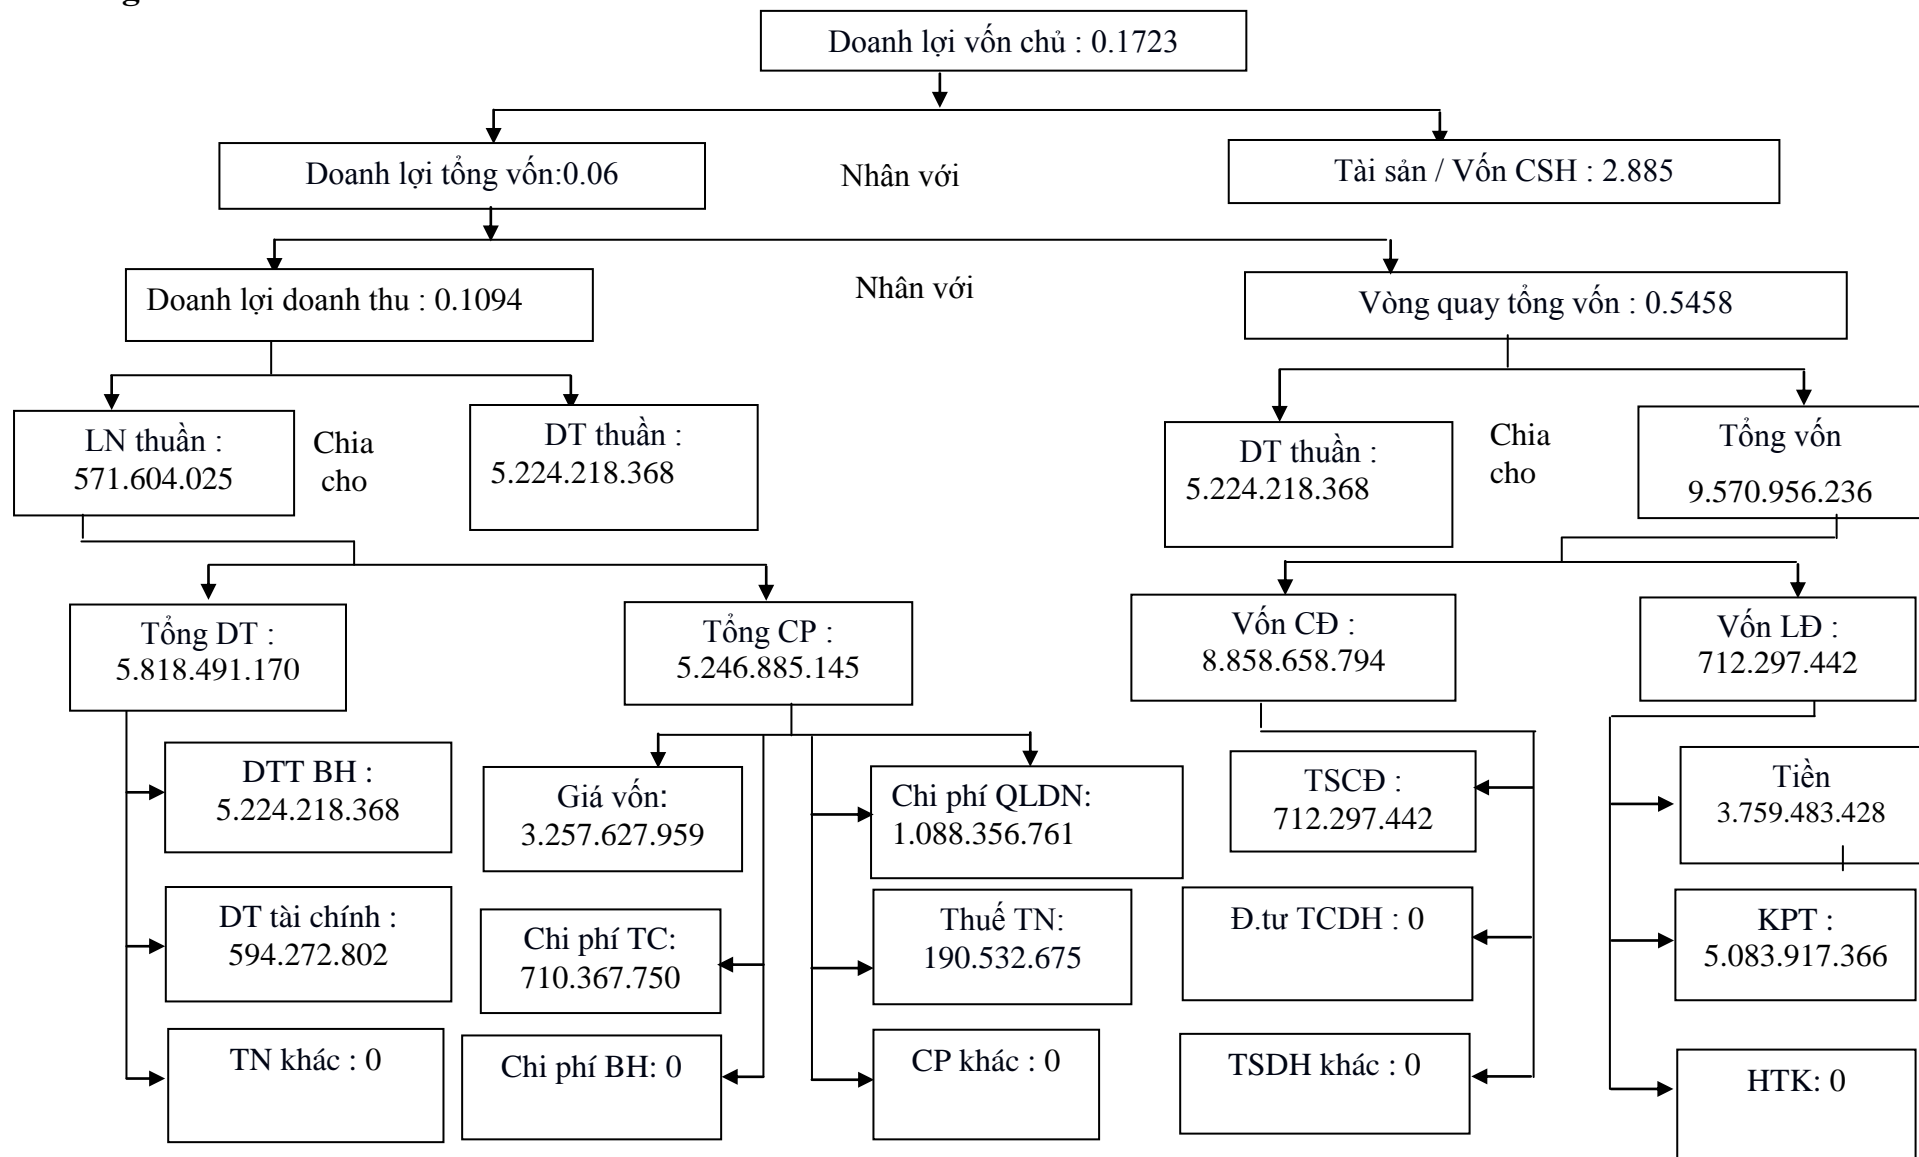 Doanh lợi vốn chủ : 0.1723
Doanh lợi tổng vốn:0.06
Nhân với
Tài sản / Vốn CSH : 2.885
Doanh lợi doanh thu : 0.1094
Nhân với
Vòng quay tổng vốn : 0.5458
LN thuần :
571.604.025
Chia
cho
DT thuần :
5.224.218.368
DT thuần :
5.224.218.368
Chia
cho
Tổng vốn
9.570.956.236
Tổng DT :
5.818.491.170
Tổng CP :
5.246.885.145
Vốn CĐ :
8.858.658.794
Vốn LĐ :
712.297.442
DTT BH :
5.224.218.368
Giá vốn:
3.257.627.959
Chi phí QLDN:
1.088.356.761
TSCĐ :
712.297.442
Tiền
3.759.483.428
DT tài chính :
594.272.802
Chi phí TC:
710.367.750
Thuế TN:
190.532.675
Đ.tư TCDH : 0
KPT :
5.083.917.366
TN khác : 0
Chi phí BH: 0
CP khác : 0
TSDH khác : 0
HTK: 0